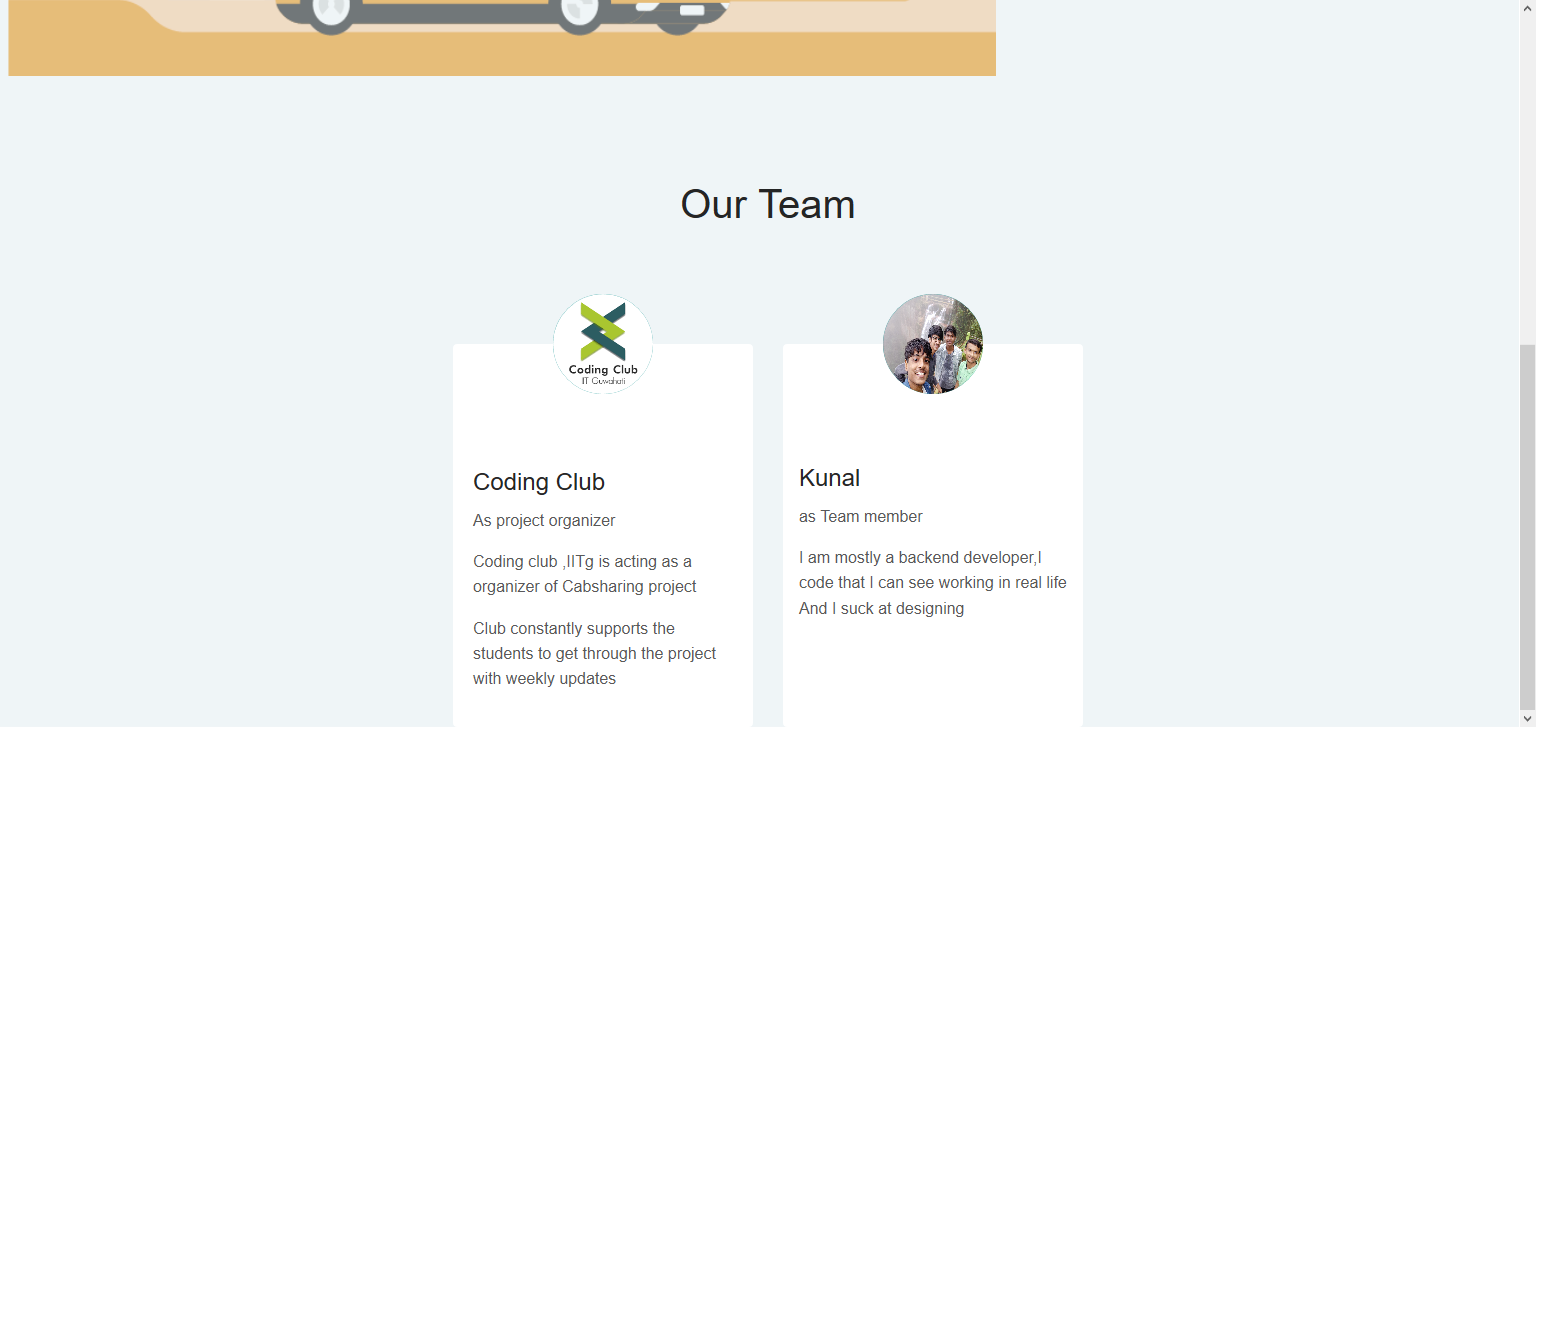 Our Team
Coding Club
IIT Guwahati
Coding Club
As project organizer
Coding club ,IITg is acting as a
organizer of Cabsharing project
Club constantly supports the
students to get through the project
with weekly updates
Kunal
as Team member
I am mostly a backend developer,I
code that I can see working in real life
And I suck at designing